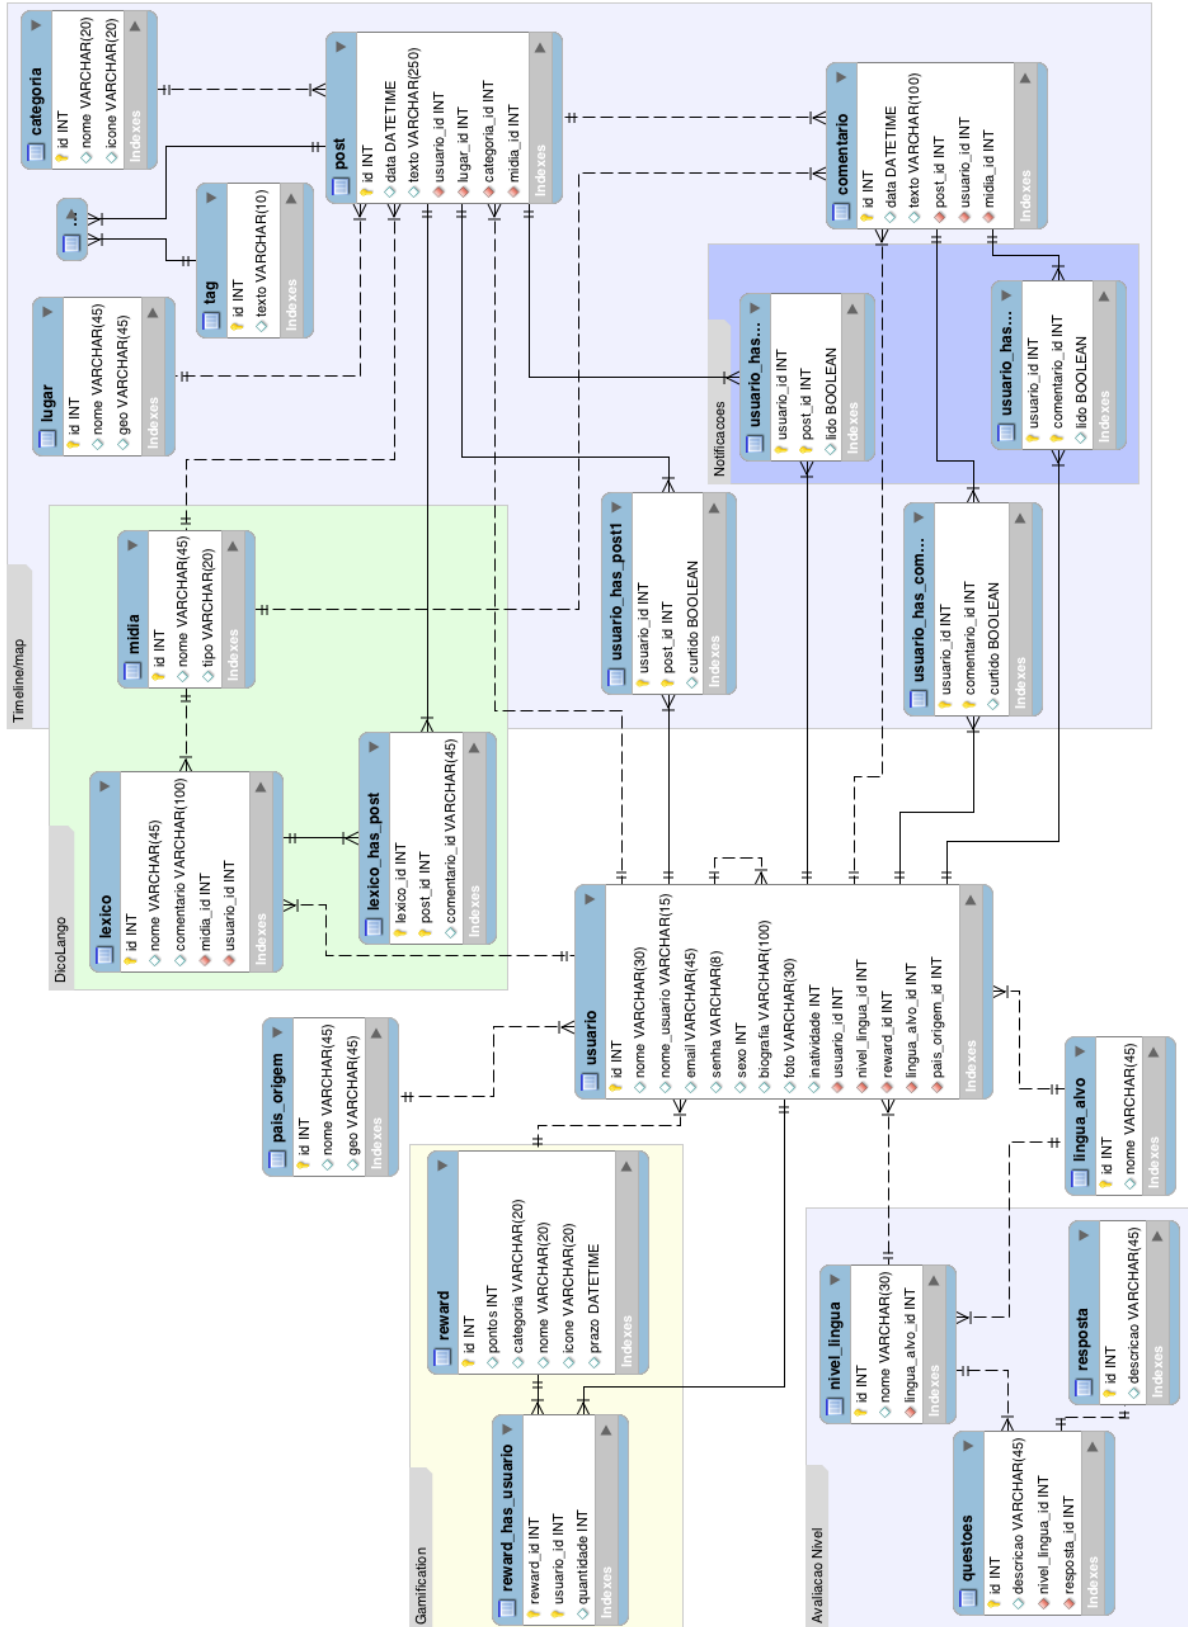 Timeline/map
categoria
id INT
nome VARCHAR(20)
icone VARCHAR(20)
Indexes
...
tag
id INT
texto VARCHAR(10)
Indexes
lugar
id INT
nome VARCHAR(45)
geo VARCHAR(45)
Indexes
post
id INT
data DATETIME
texto VARCHAR(250)
usuario_id INT
lugar_id INT
categoria_id INT
midia_id INT
Indexes
comentario
id INT
data DATETIME
texto VARCHAR(100)
post_id INT
usuario_id INT
midia_id INT
Indexes
Notificacoes
usuario_has...
usuario_id INT
post_id INT
lido BOOLEAN
Indexes
usuario_has...
usuario_id INT
comentario_id INT
lido BOOLEAN
Indexes
usuario_has_post1
usuario_id INT
post_id INT
curtido BOOLEAN
Indexes
usuario_has_com...
usuario_id INT
comentario_id INT
curtido BOOLEAN
Indexes
DicoLango
midia
id INT
nome VARCHAR(45)
tipo VARCHAR(20)
Indexes
lexico
id INT
nome VARCHAR(45)
comentario VARCHAR(100)
midia_id INT
usuario_id INT
Indexes
lexico_has_post
lexico_id INT
post_id INT
comentario_id VARCHAR(45)
Indexes
usuario
id INT
nome VARCHAR(30)
nome_usuario VARCHAR(15)
email VARCHAR(45)
senha VARCHAR(8)
sexo INT
biografia VARCHAR(100)
foto VARCHAR(30)
inatividade INT
usuario_id INT
nivel_lingua_id INT
reward_id INT
lingua_alvo_id INT
pais_origem_id INT
Indexes
pais_origem
id INT
nome VARCHAR(45)
geo VARCHAR(45)
Indexes
Gamification
reward
id INT
pontos INT
categoria VARCHAR(20)
nome VARCHAR(20)
icone VARCHAR(20)
prazo DATETIME
Indexes
reward_has_usuario
reward_id INT
usuario_id INT
quantidade INT
Indexes
lingua_alvo
id INT
nome VARCHAR(45)
Indexes
Avaliacao Nivel
nivel_lingua
id INT
nome VARCHAR(30)
lingua_alvo_id INT
Indexes
resposta
id INT
descricao VARCHAR(45)
Indexes
questoes
id INT
descricao VARCHAR(45)
nivel_lingua_id INT
resposta_id INT
Indexes